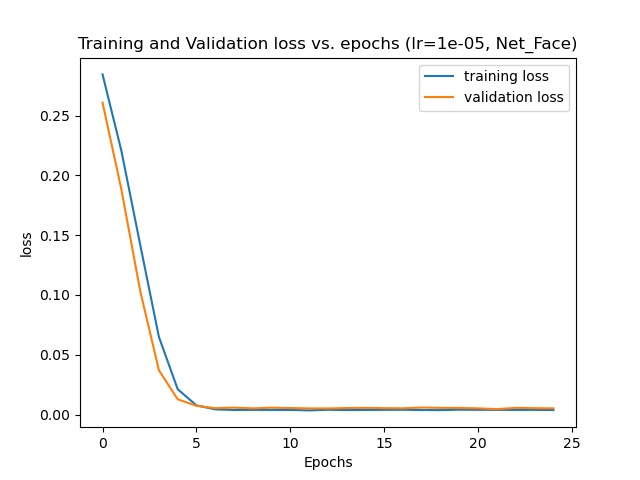 Training and Validation loss vs. epochs (lr=1e-05, Net_Face)
training loss
validation loss
0.25
0.20
0.15
0.10
0.05
0.00
loss
0 5 10 15 20 25
Epochs